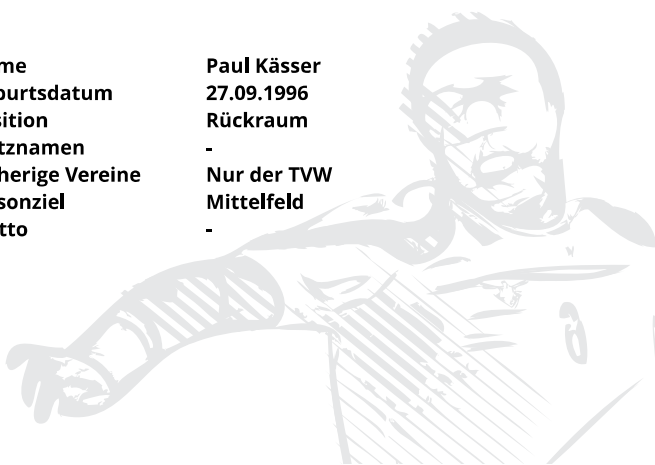 me Paul Kässer
burtsdatum 27.09.1996
sition Rückraum
tznamen -
herige Vereine Nur der TVW
sonziel Mittelfeld
tto -